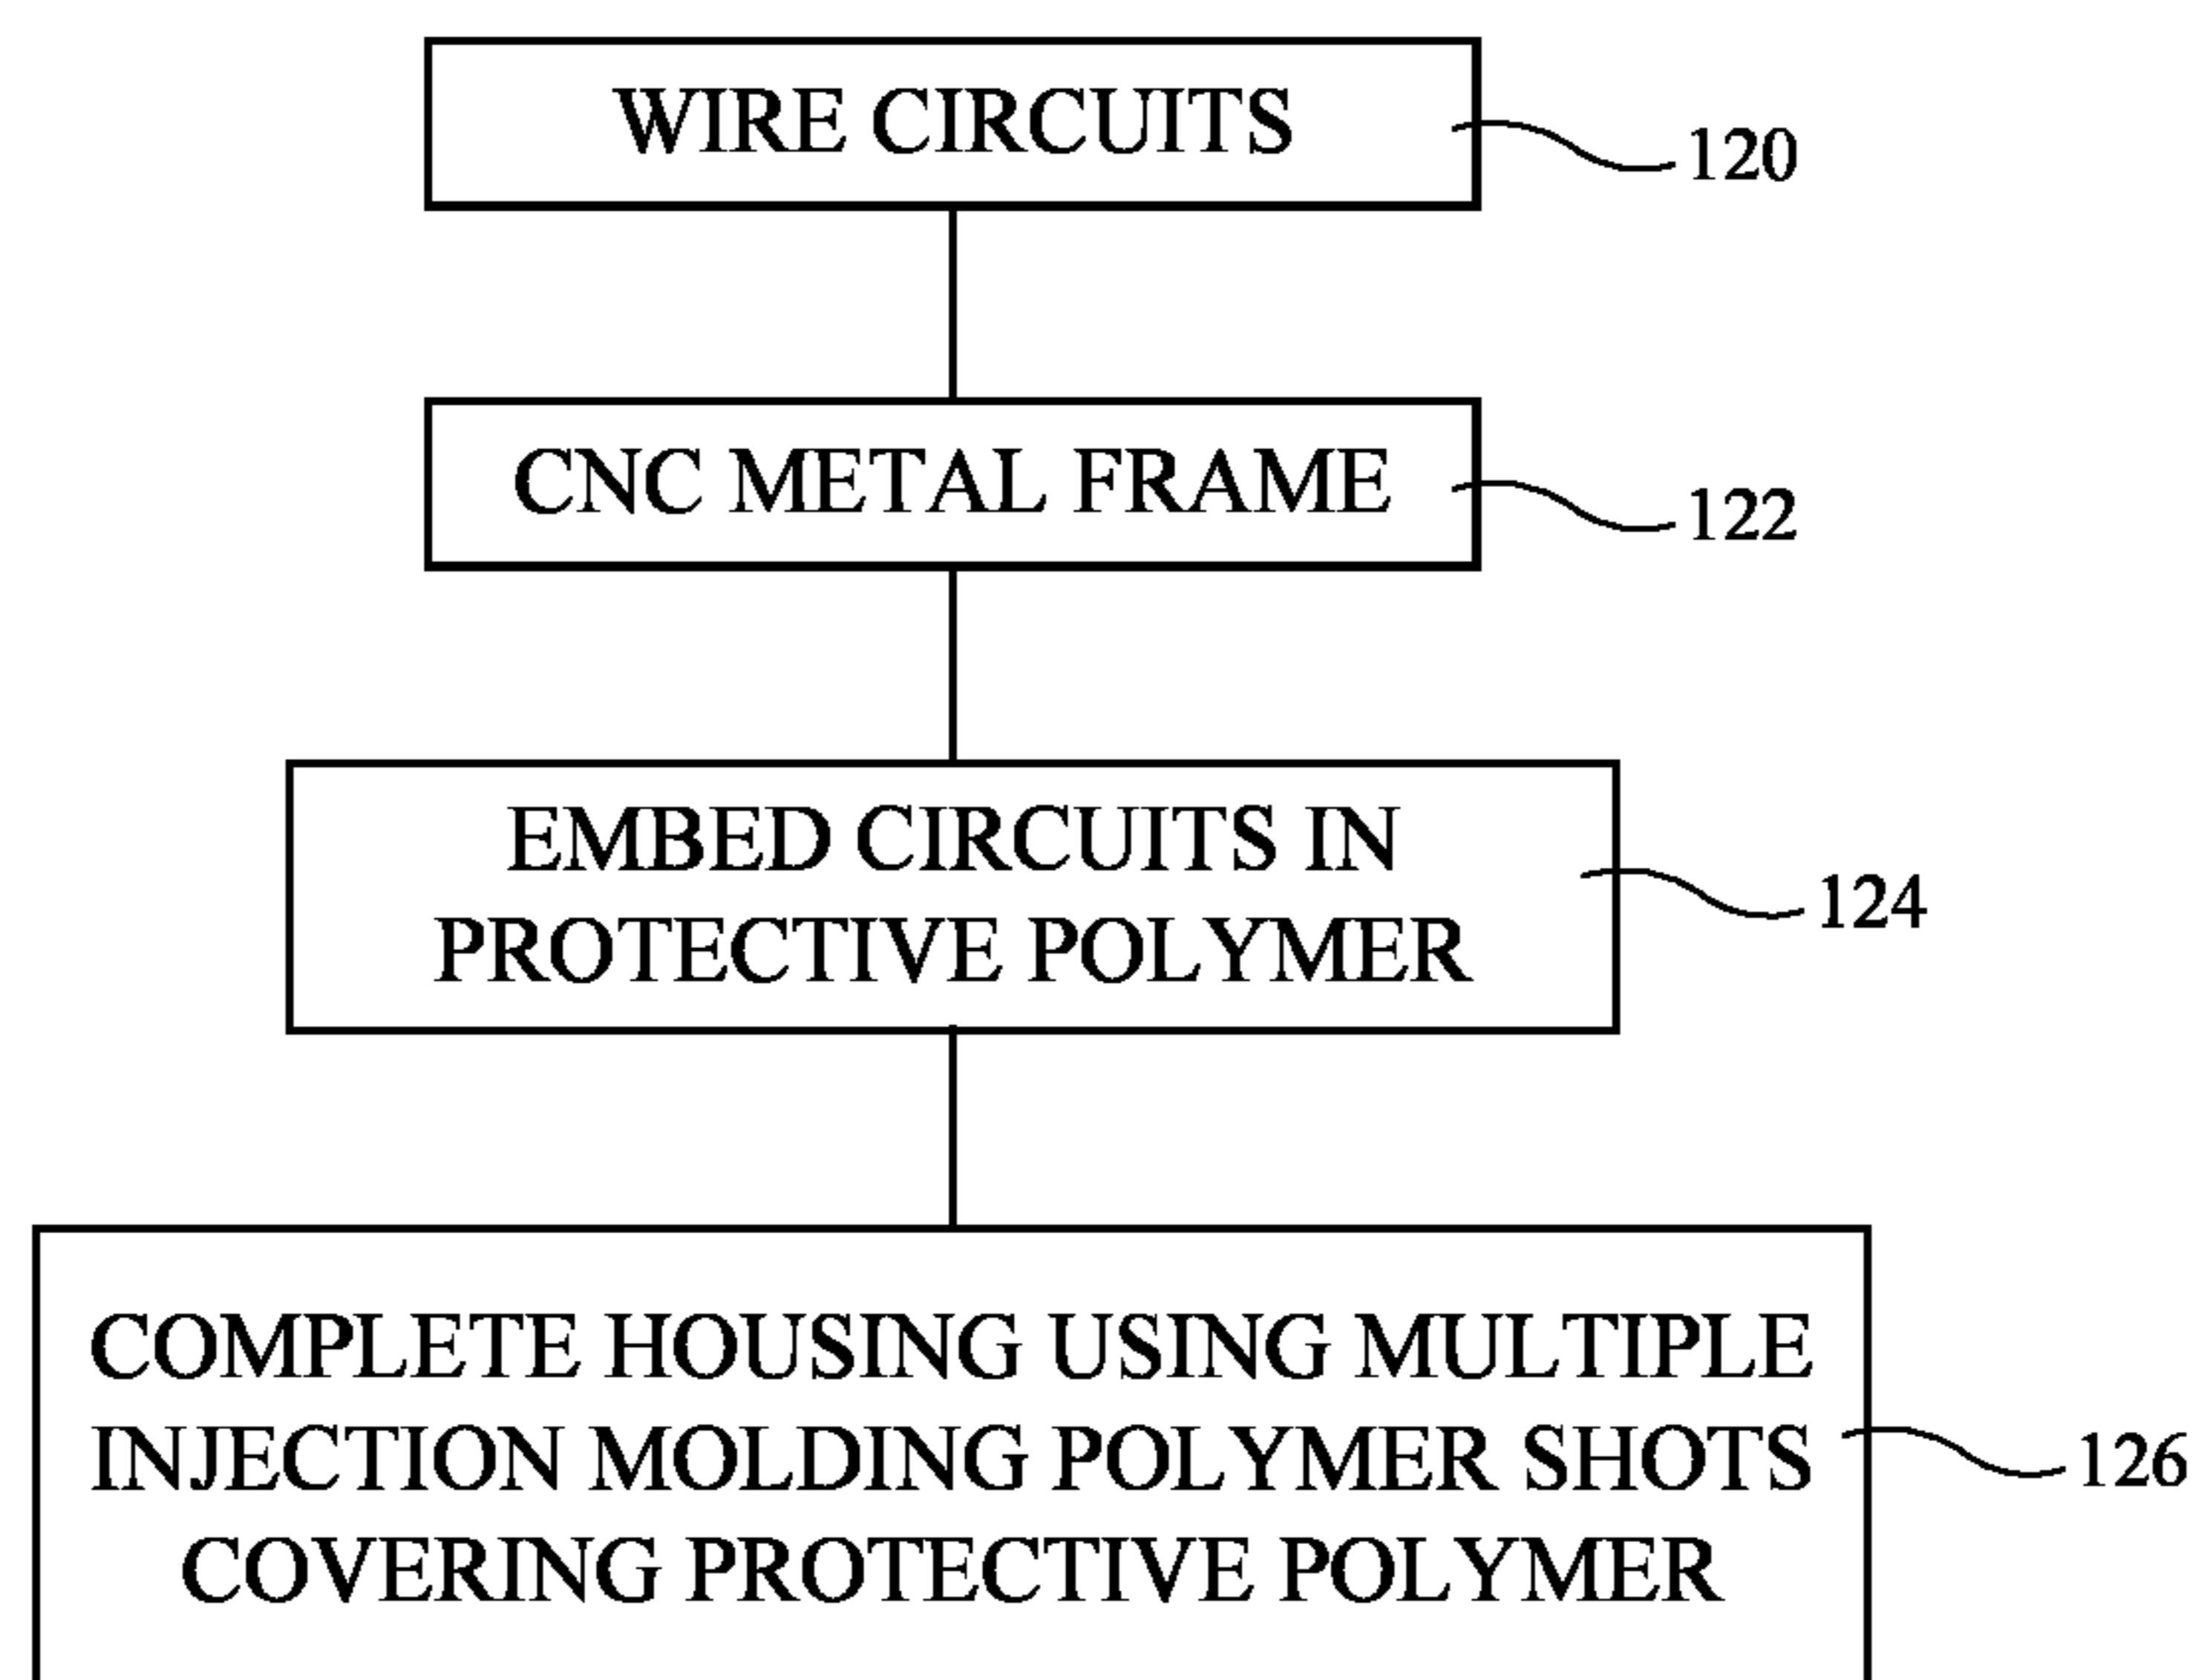 WIRE CIRCUITS
120
CNC METAL FRAME
122
EMBED CIRCUITS IN
PROTECTIVE POLYMER
124
COMPLETE HOUSING USING MULTIPLE
INJECTION MOLDING POLYMER SHOTS
COVERING PROTECTIVE POLYMER
126